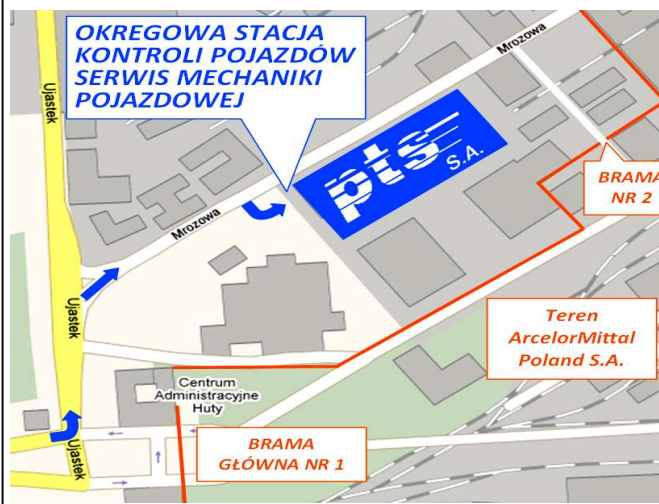 OKRĘGOWA STACJA
KONTROLI POJAZDÓW
SERWIS MECHANIKI
POJAZDOWEJ
Mrozowa
Ujastek
pts
S.A.
BRAMA
NR 2
Mrozowa
Ujastek
Teren
ArcelorMittal
Poland S.A.
Centrum
Administracyjne
Huty
BRAMA
GŁÓWNA NR 1
Ujastek